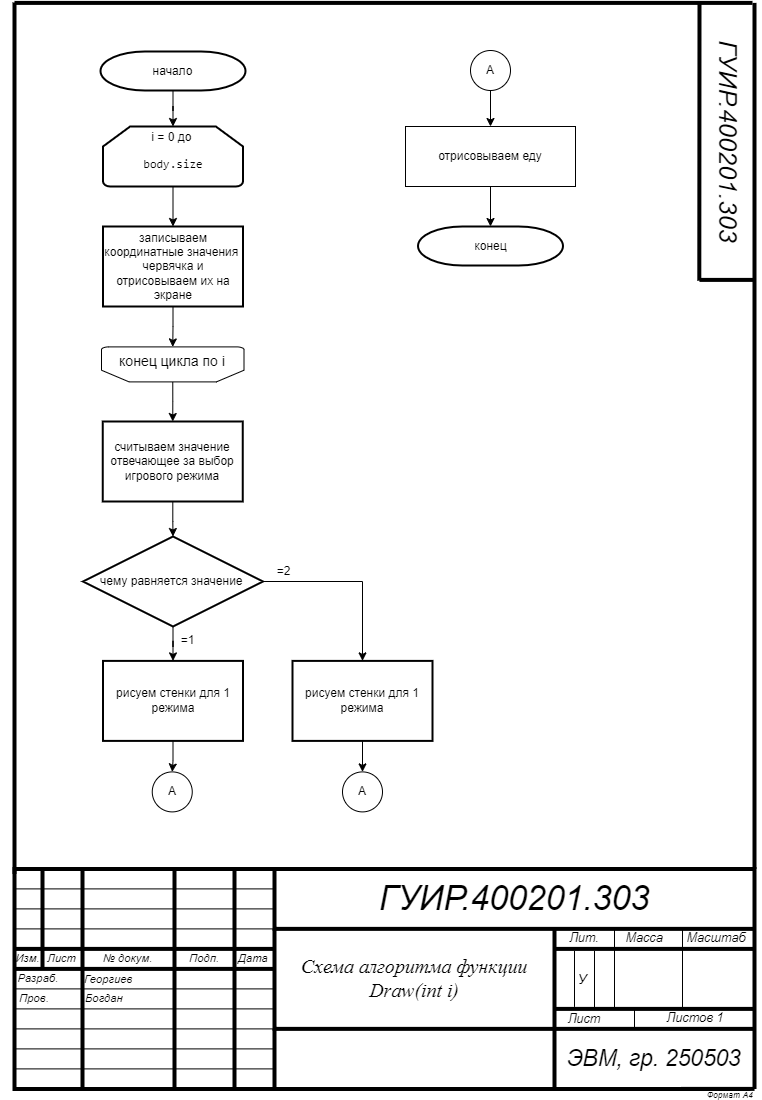 ГУИР.400201.303
начало
i = 0 до
body.size
записываем
координатные значения
червячка и
отрисовываем их на
экране
конец цикла по i
считываем значение
отвечающее за выбор
игрового режима
чему равняется значение
=2
=1
рисуем стенки для 1
режима
рисуем стенки для 1
режима
А
А
А
отрисовываем еду
конец
ГУИР.400201.303
Изм. Лист № докум. Подп. Дата
Разраб. Георгиев
Пров. Богдан
Схема алгоритма функции
Draw(int i)
Лит. Масса Масштаб
У
Лист Листов 1
ЭВМ, гр. 250503
Формат А4